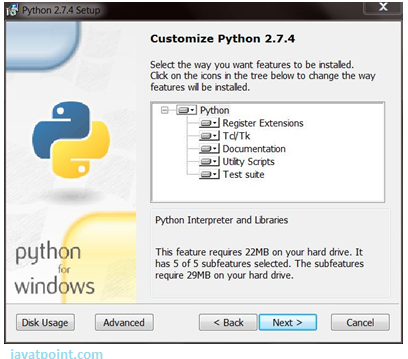 Python 2.7.4 Setup
Customize Python 2.7.4
Select the way you want features to be installed.
Click on the icons in the tree below to change the way
features will be installed.
Python
Register Extensions
Tcl/Tk
Documentation
Utility Scripts
Test suite
Python Interpreter and Libraries
This feature requires 22MB on your hard drive. It
has 5 of 5 subfeatures selected. The subfeatures
require 29MB on your hard drive.
python
for
windows
Disk Usage
Advanced
< Back
Next >
Cancel
javatpoint.com